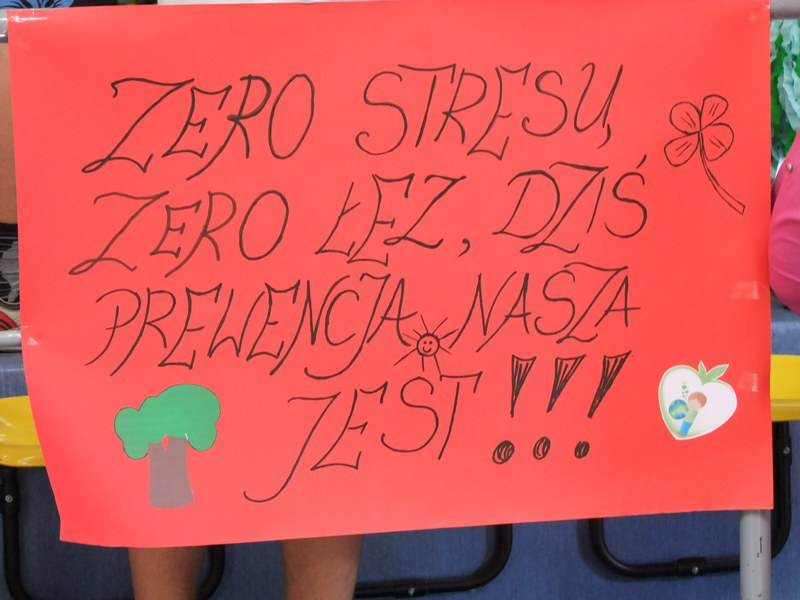 ZERO STRESU,
ZERO ŁEZ, DZIŚ
PREWENCJA NASZA
JEST!!!